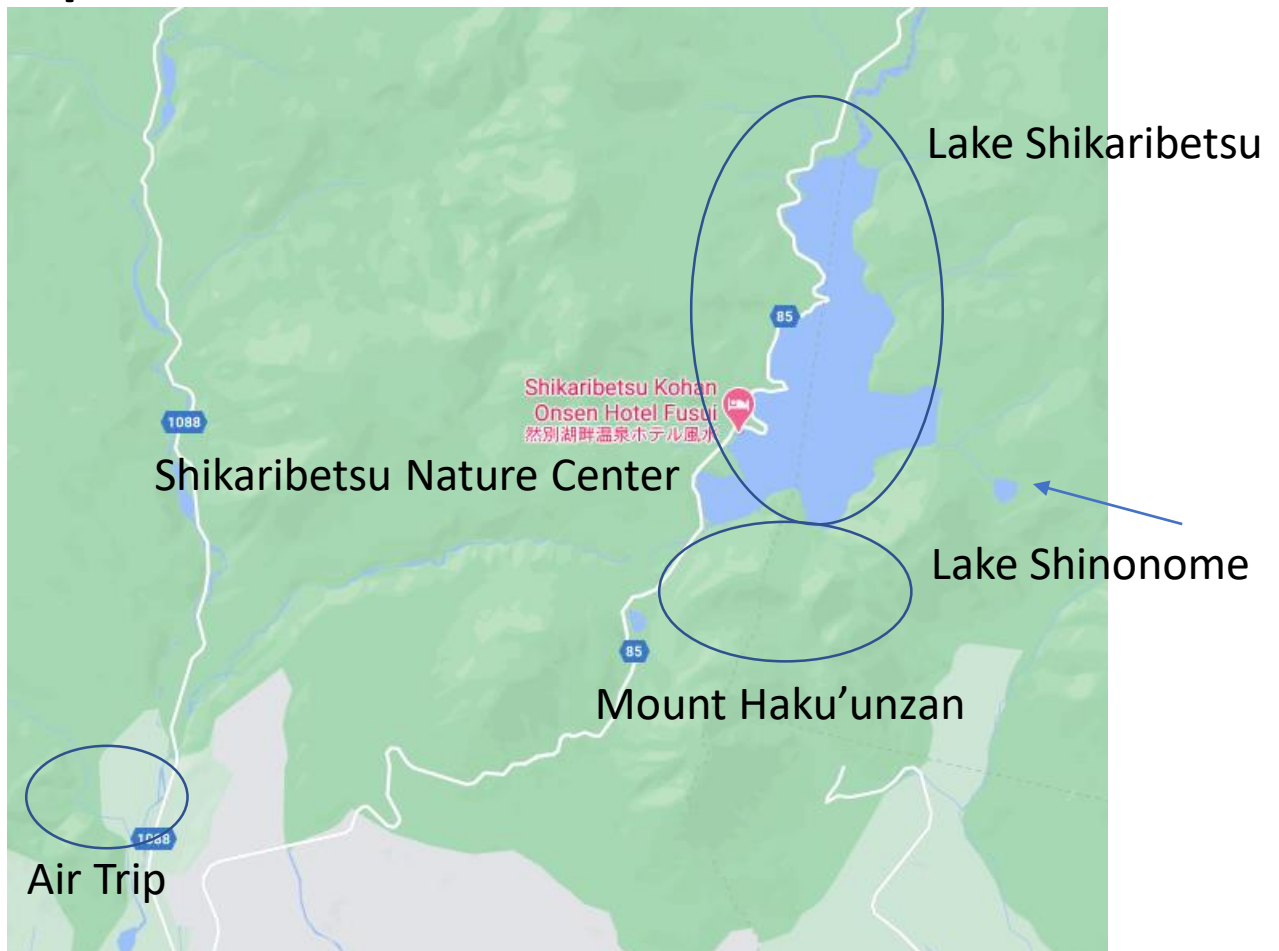 Lake Shikaribetsu
85
Shikaribetsu Kohan
Onsen Hotel Fusui
然別湖畔温泉ホテル風水
1088
Shikaribetsu Nature Center
Lake Shinonome
85
Mount Haku’unzan
1088
Air Trip